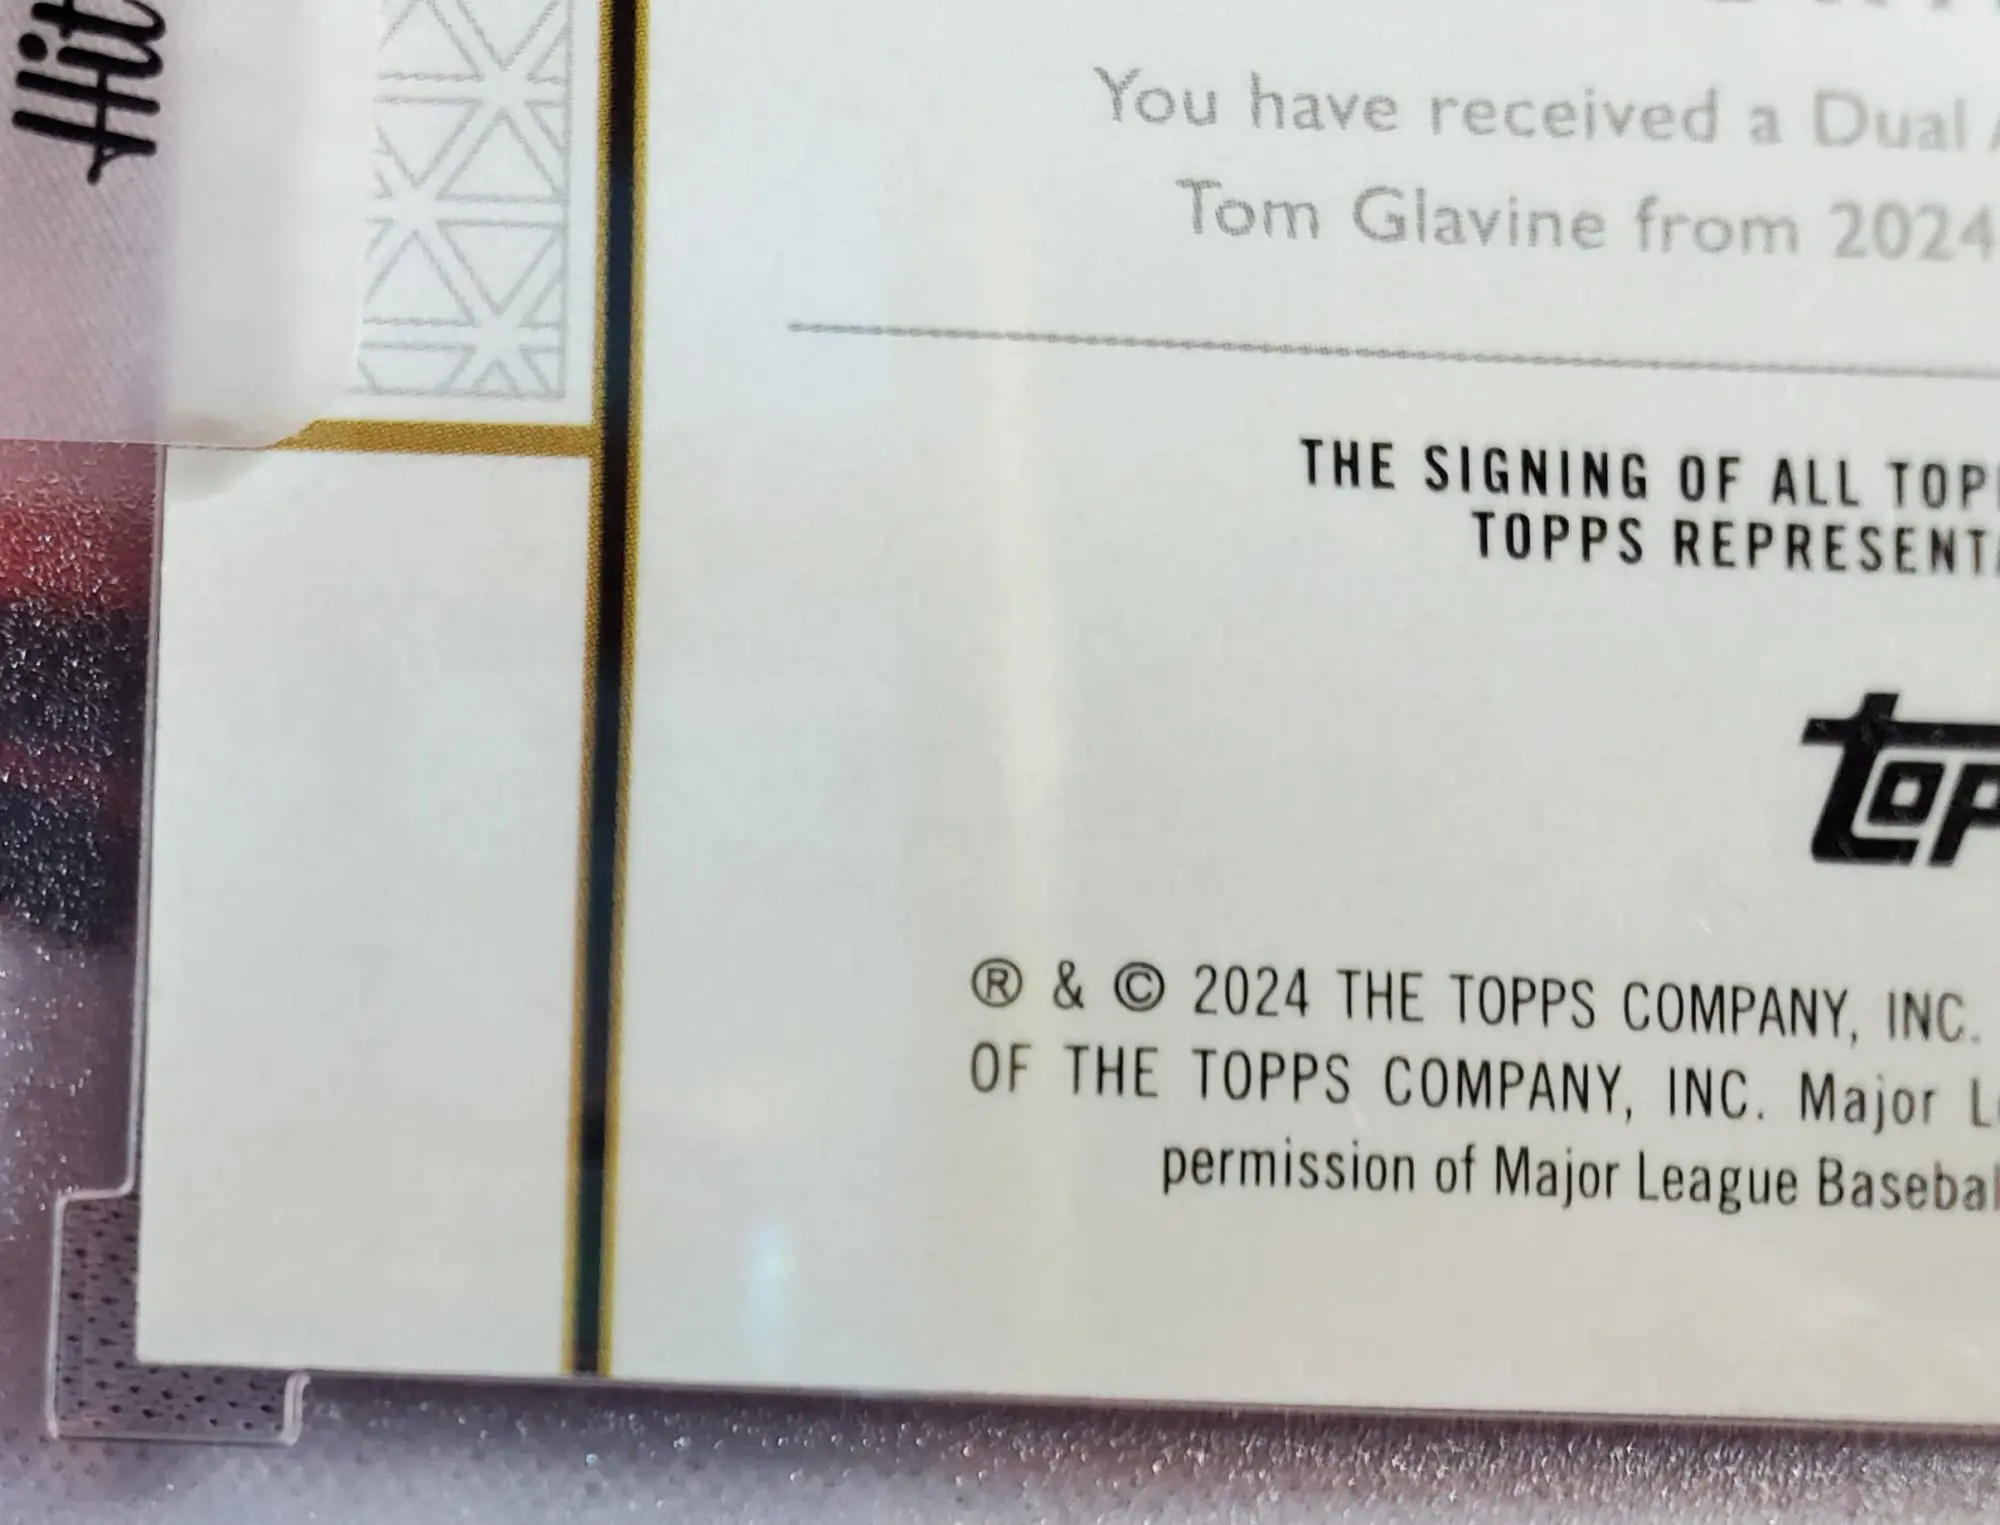 Hit
You have received a Dual
Tom Glavine from 2024
THE SIGNING OF ALL
TOPPS
® & © 2024 THE TOPPS COMPANY, INC.
OF THE TOPPS COMPANY, INC. Major
permission of Major League